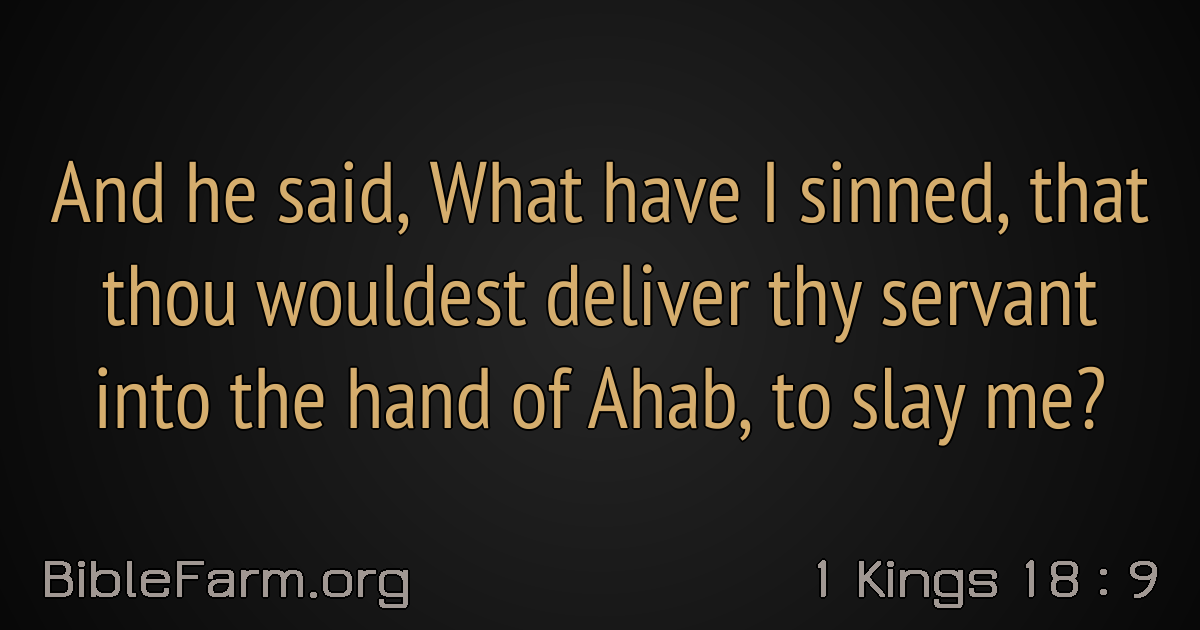 And he said, What have I sinned, that
thou wouldest deliver thy servant
into the hand of Ahab, to slay me?
BibleFarm.org
1 Kings 18 : 9